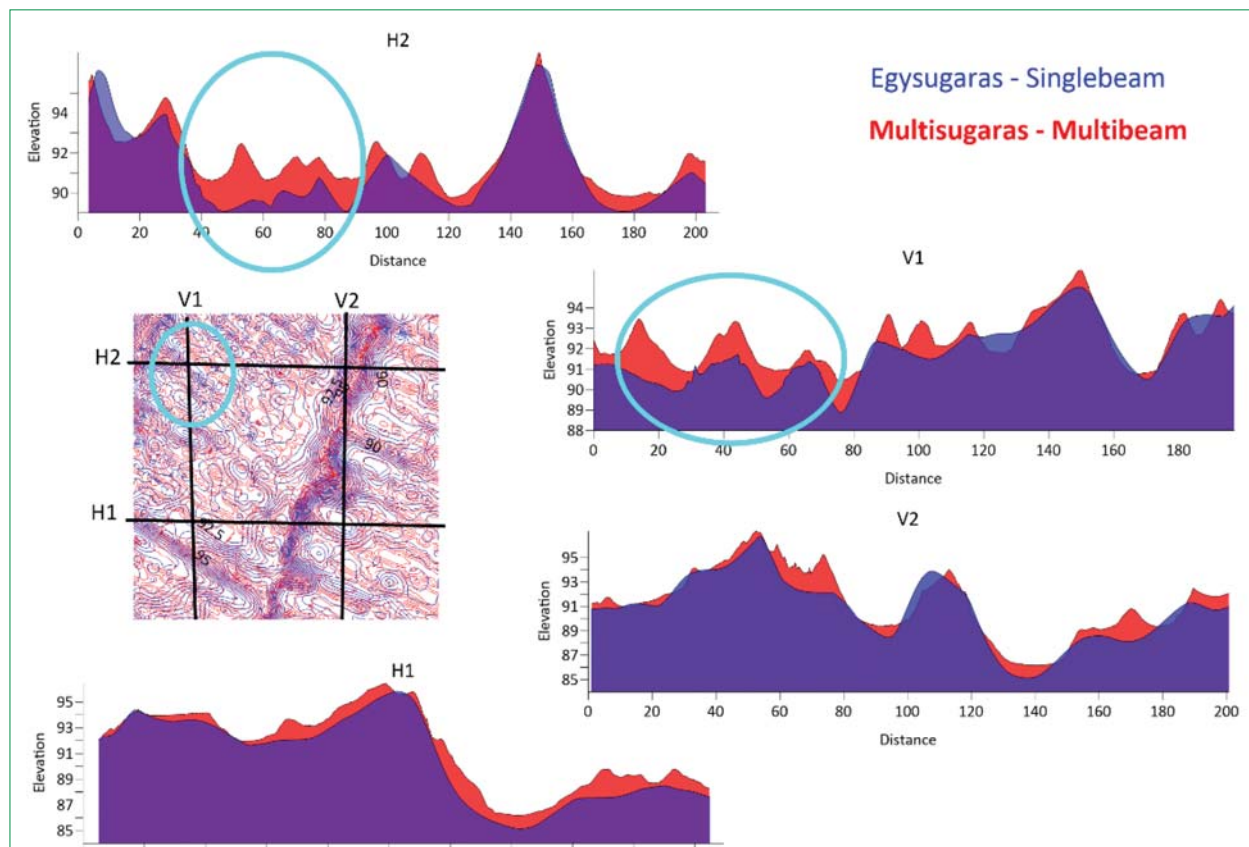 H2
Egysugaras - Singlebeam
Multisugaras - Multibeam
Elevation
94
92
90
0 20 40 60 80 100 120 140 160 180 200
Distance
V1
Elevation
94
93
92
91
90
89
88
0 20 40 60 80 100 120 140 160 180
Distance
V1 V2
H2
H1
92.5
90
90
92.5
95
V2
Elevation
95
93
91
89
87
85
0 20 40 60 80 100 120 140 160 180 200
Distance
H1
Elevation
95
93
91
89
87
85